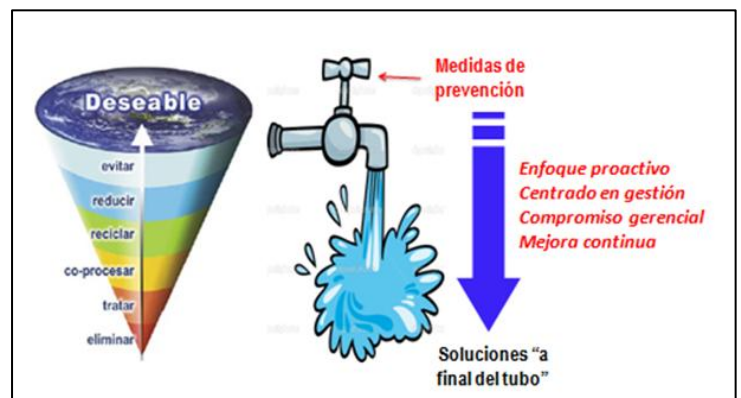 Deseable
evitar
reducir
reciclar
co-procesar
tratar
eliminar
Medidas de
prevención
Enfoque proactivo
Centrado en gestión
Compromiso gerencial
Mejora continua
Soluciones “a
final del tubo”